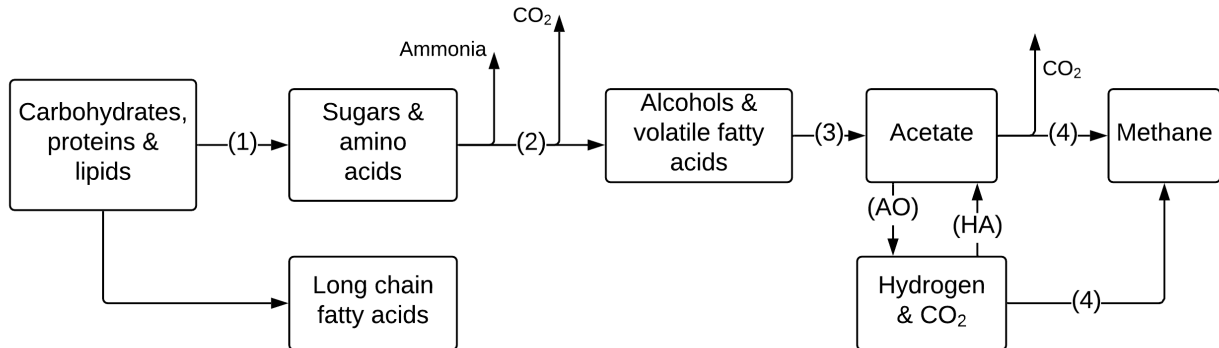 CO₂
Ammonia
CO₂
Carbohydrates,
proteins &
lipids
(1)
Sugars &
amino
acids
(2)
Alcohols &
volatile fatty
acids
(3)
Acetate
(4)
Methane
(AO)
(HA)
Long chain
fatty acids
Hydrogen
& CO₂
(4)